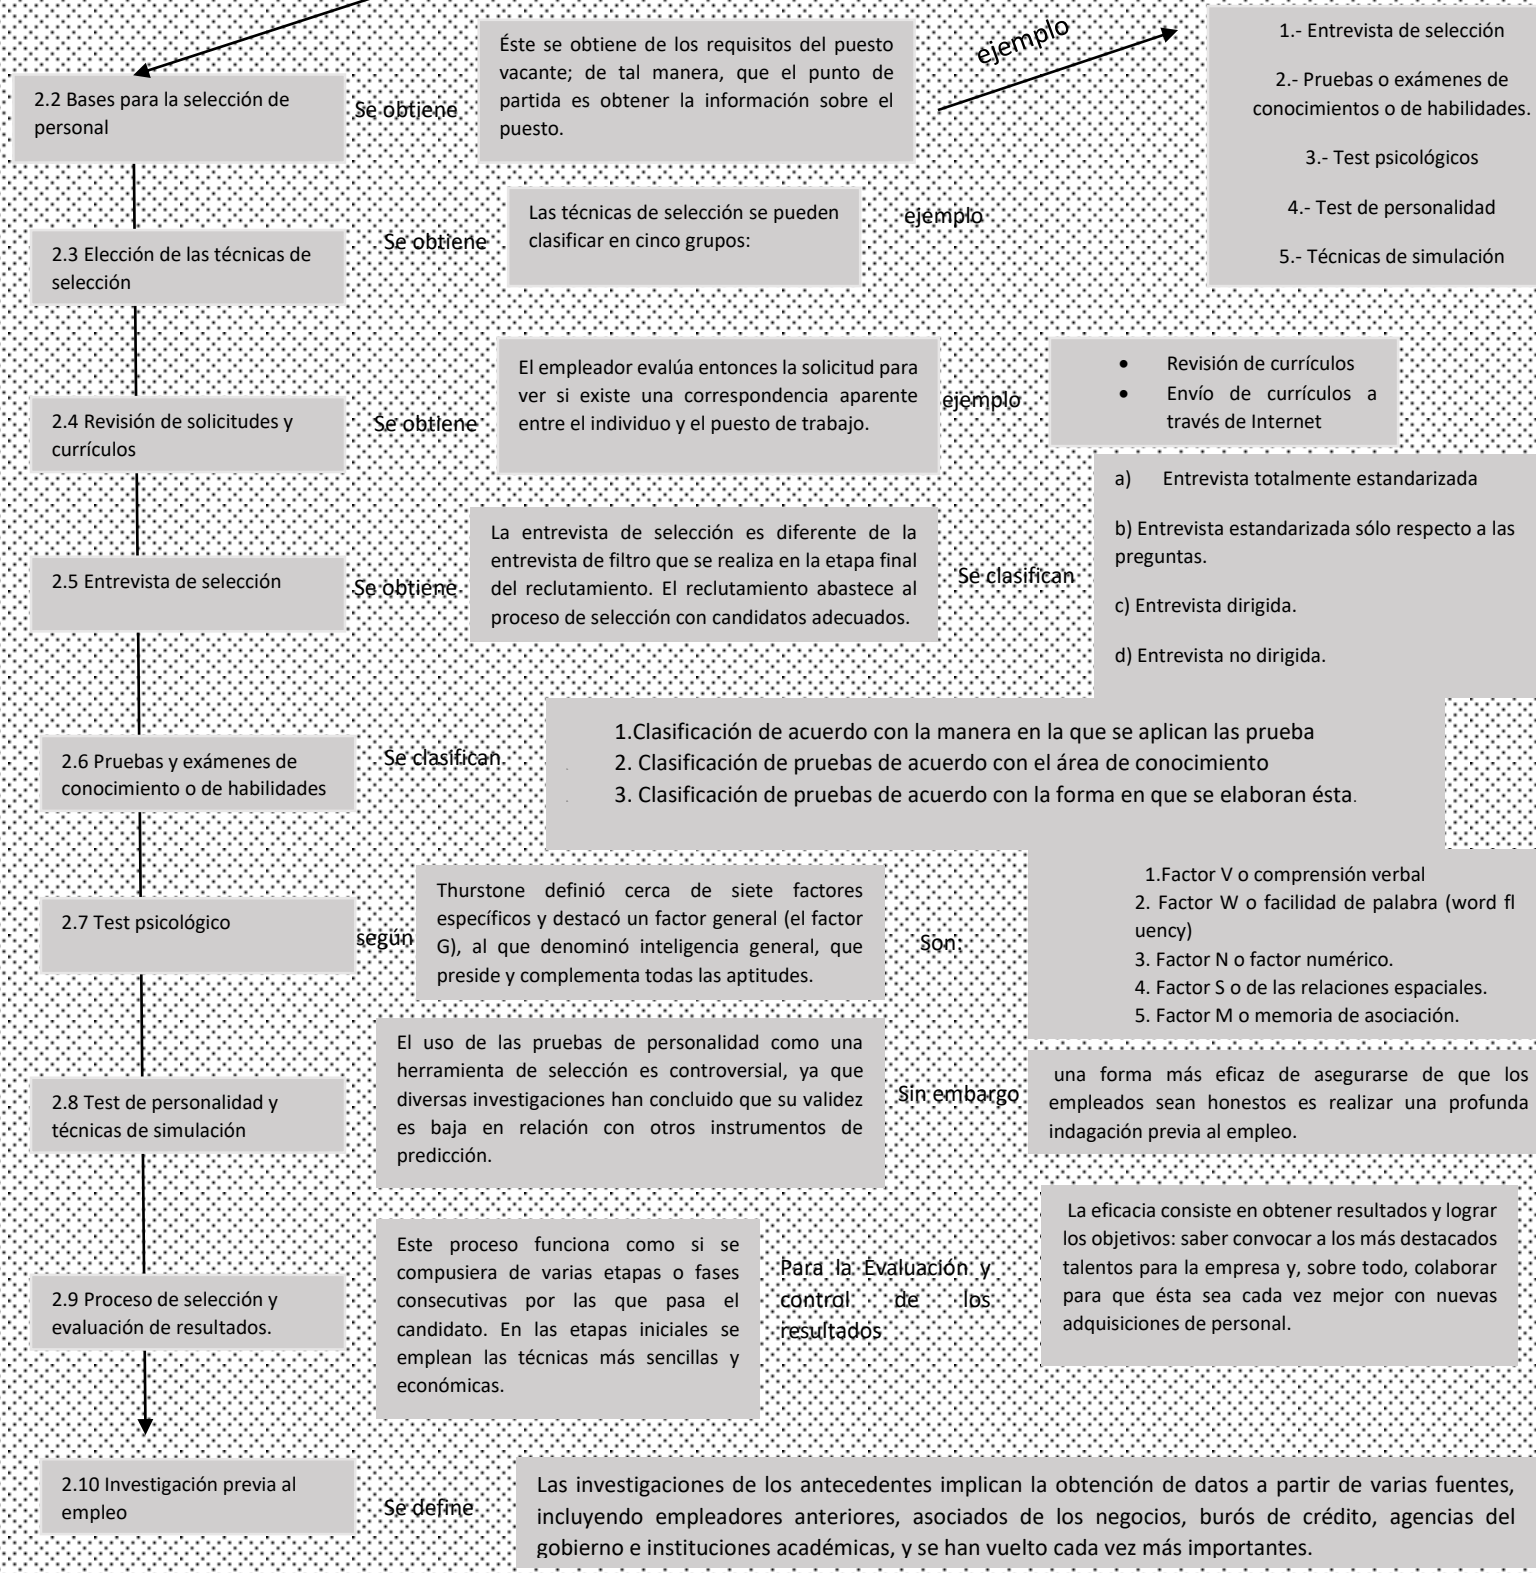 2.2 Bases para la selección de
personal
Se obtiene
Éste se obtiene de los requisitos del puesto
vacante; de tal manera, que el punto de
partida es obtener la información sobre el
puesto.
ejemplo
1.- Entrevista de selección
2.- Pruebas o exámenes de
conocimientos o de habilidades.
3.- Test psicológicos
4.- Test de personalidad
5.- Técnicas de simulación
2.3 Elección de las técnicas de
selección
Se obtiene
Las técnicas de selección se pueden
clasificar en cinco grupos:
ejemplo
2.4 Revisión de solicitudes y
currículos
Se obtiene
El empleador evalúa entonces la solicitud para
ver si existe una correspondencia aparente
entre el individuo y el puesto de trabajo.
ejemplo
• Revisión de currículos
• Envío de currículos a
través de Internet
2.5 Entrevista de selección
Se obtiene
La entrevista de selección es diferente de la
entrevista de filtro que se realiza en la etapa final
del reclutamiento. El reclutamiento abastece al
proceso de selección con candidatos adecuados.
Se clasifican
a) Entrevista totalmente estandarizada
b) Entrevista estandarizada sólo respecto a las
preguntas.
c) Entrevista dirigida.
d) Entrevista no dirigida.
2.6 Pruebas y exámenes de
conocimiento o de habilidades
Se clasifican
1.Clasificación de acuerdo con la manera en la que se aplican las prueba
2. Clasificación de pruebas de acuerdo con el área de conocimiento
3. Clasificación de pruebas de acuerdo con la forma en que se elaboran ésta.
2.7 Test psicológico
según
Thurstone definió cerca de siete factores
específicos y destacó un factor general (el factor
G), al que denominó inteligencia general, que
preside y complementa todas las aptitudes.
Son
1.Factor V o comprensión verbal
2. Factor W o facilidad de palabra (word fl
uency)
3. Factor N o factor numérico.
4. Factor S o de las relaciones espaciales.
5. Factor M o memoria de asociación.
2.8 Test de personalidad y
técnicas de simulación
El uso de las pruebas de personalidad como una
herramienta de selección es controversial, ya que
diversas investigaciones han concluido que su validez
es baja en relación con otros instrumentos de
predicción.
Sin embargo
una forma más eficaz de asegurarse de que los
empleados sean honestos es realizar una profunda
indagación previa al empleo.
2.9 Proceso de selección y
evaluación de resultados.
Este proceso funciona como si se
compusiera de varias etapas o fases
consecutivas por las que pasa el
candidato. En las etapas iniciales se
emplean las técnicas más sencillas y
económicas.
Para la Evaluación y
control de los
resultados
La eficacia consiste en obtener resultados y lograr
los objetivos: saber convocar a los más destacados
talentos para la empresa y, sobre todo, colaborar
para que ésta sea cada vez mejor con nuevas
adquisiciones de personal.
2.10 Investigación previa al
empleo
Se define
Las investigaciones de los antecedentes implican la obtención de datos a partir de varias fuentes,
incluyendo empleadores anteriores, asociados de los negocios, burós de crédito, agencias del
gobierno e instituciones académicas, y se han vuelto cada vez más importantes.